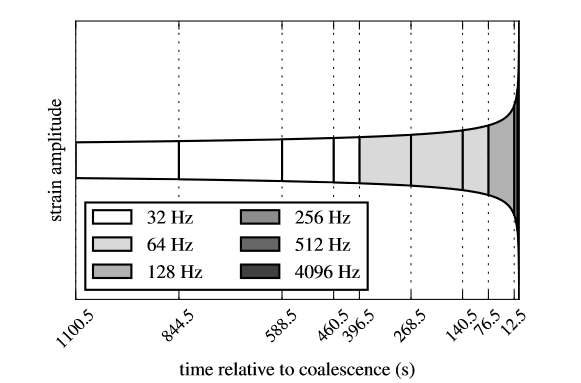 strain amplitude
32 Hz
64 Hz
128 Hz
256 Hz
512 Hz
4096 Hz
1100.5 844.5 588.5 460.5 396.5 268.5 140.5 76.5 12.5
time relative to coalescence (s)